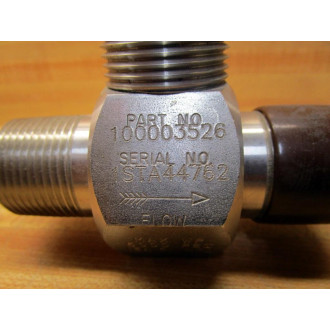 PART NO
100003526
SERIAL NO.
STA44762
FLOW